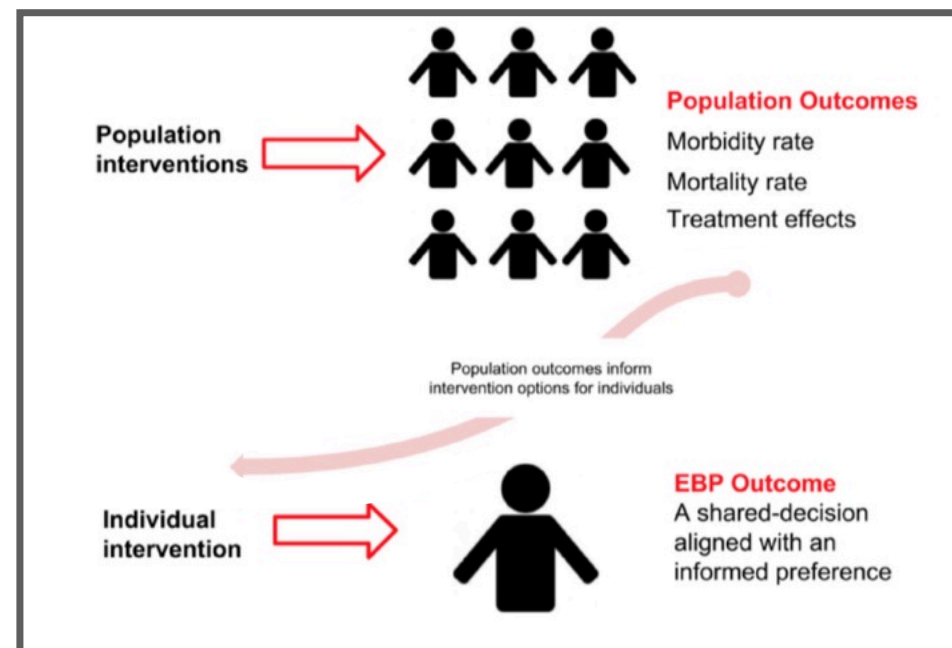 Population
interventions
Population Outcomes
Morbidity rate
Mortality rate
Treatment effects
Population outcomes inform
intervention options for individuals
Individual
intervention
EBP Outcome
A shared-decision
aligned with an
informed preference